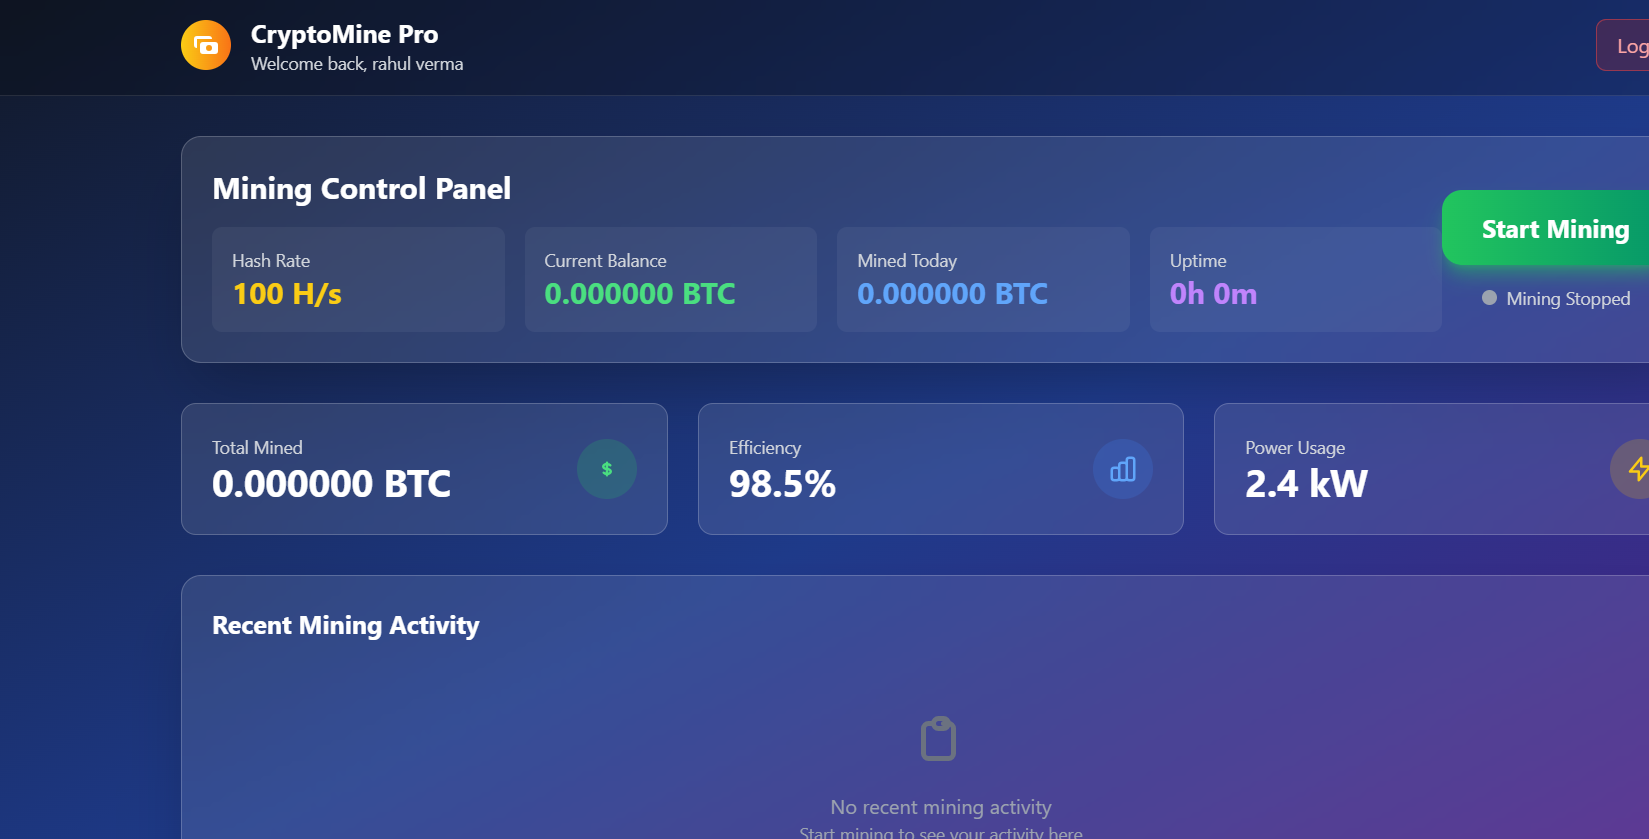 CryptoMine Pro
Welcome back, rahul verma
Log
Mining Control Panel
Hash Rate
100 H/s
Current Balance
0.000000 BTC
Mined Today
0.000000 BTC
Uptime
0h 0m
Start Mining
Mining Stopped
Total Mined
0.000000 BTC
$
Efficiency
98.5%
Power Usage
2.4 kW
Recent Mining Activity
No recent mining activity
Start mining to see your activity here